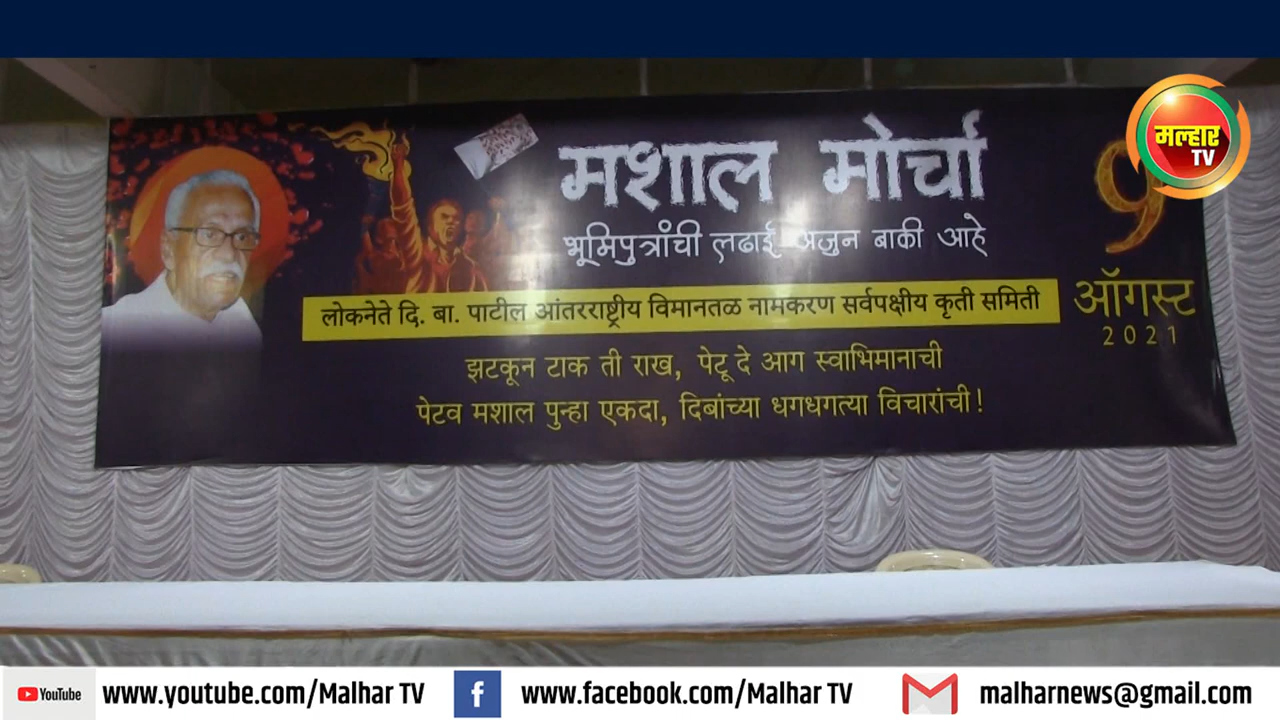 मल्हार
TV
मशाल मोर्चा
भूमिपुत्रांची लढाई अजुन बाकी आहे
9
ऑगस्ट
2021
लोकनेते दि. बा. पाटील आंतरराष्ट्रीय विमानतळ नामकरण सर्वपक्षीय कृती समिती
झटकून टाक ती राख, पेटू दे आग स्वाभिमानाची
पेटव मशाल पुन्हा एकदा, दिबांच्या धगधगत्या विचारांची!
YouTube www.youtube.com/Malhar TV f www.facebook.com/Malhar TV malharnews@gmail.com